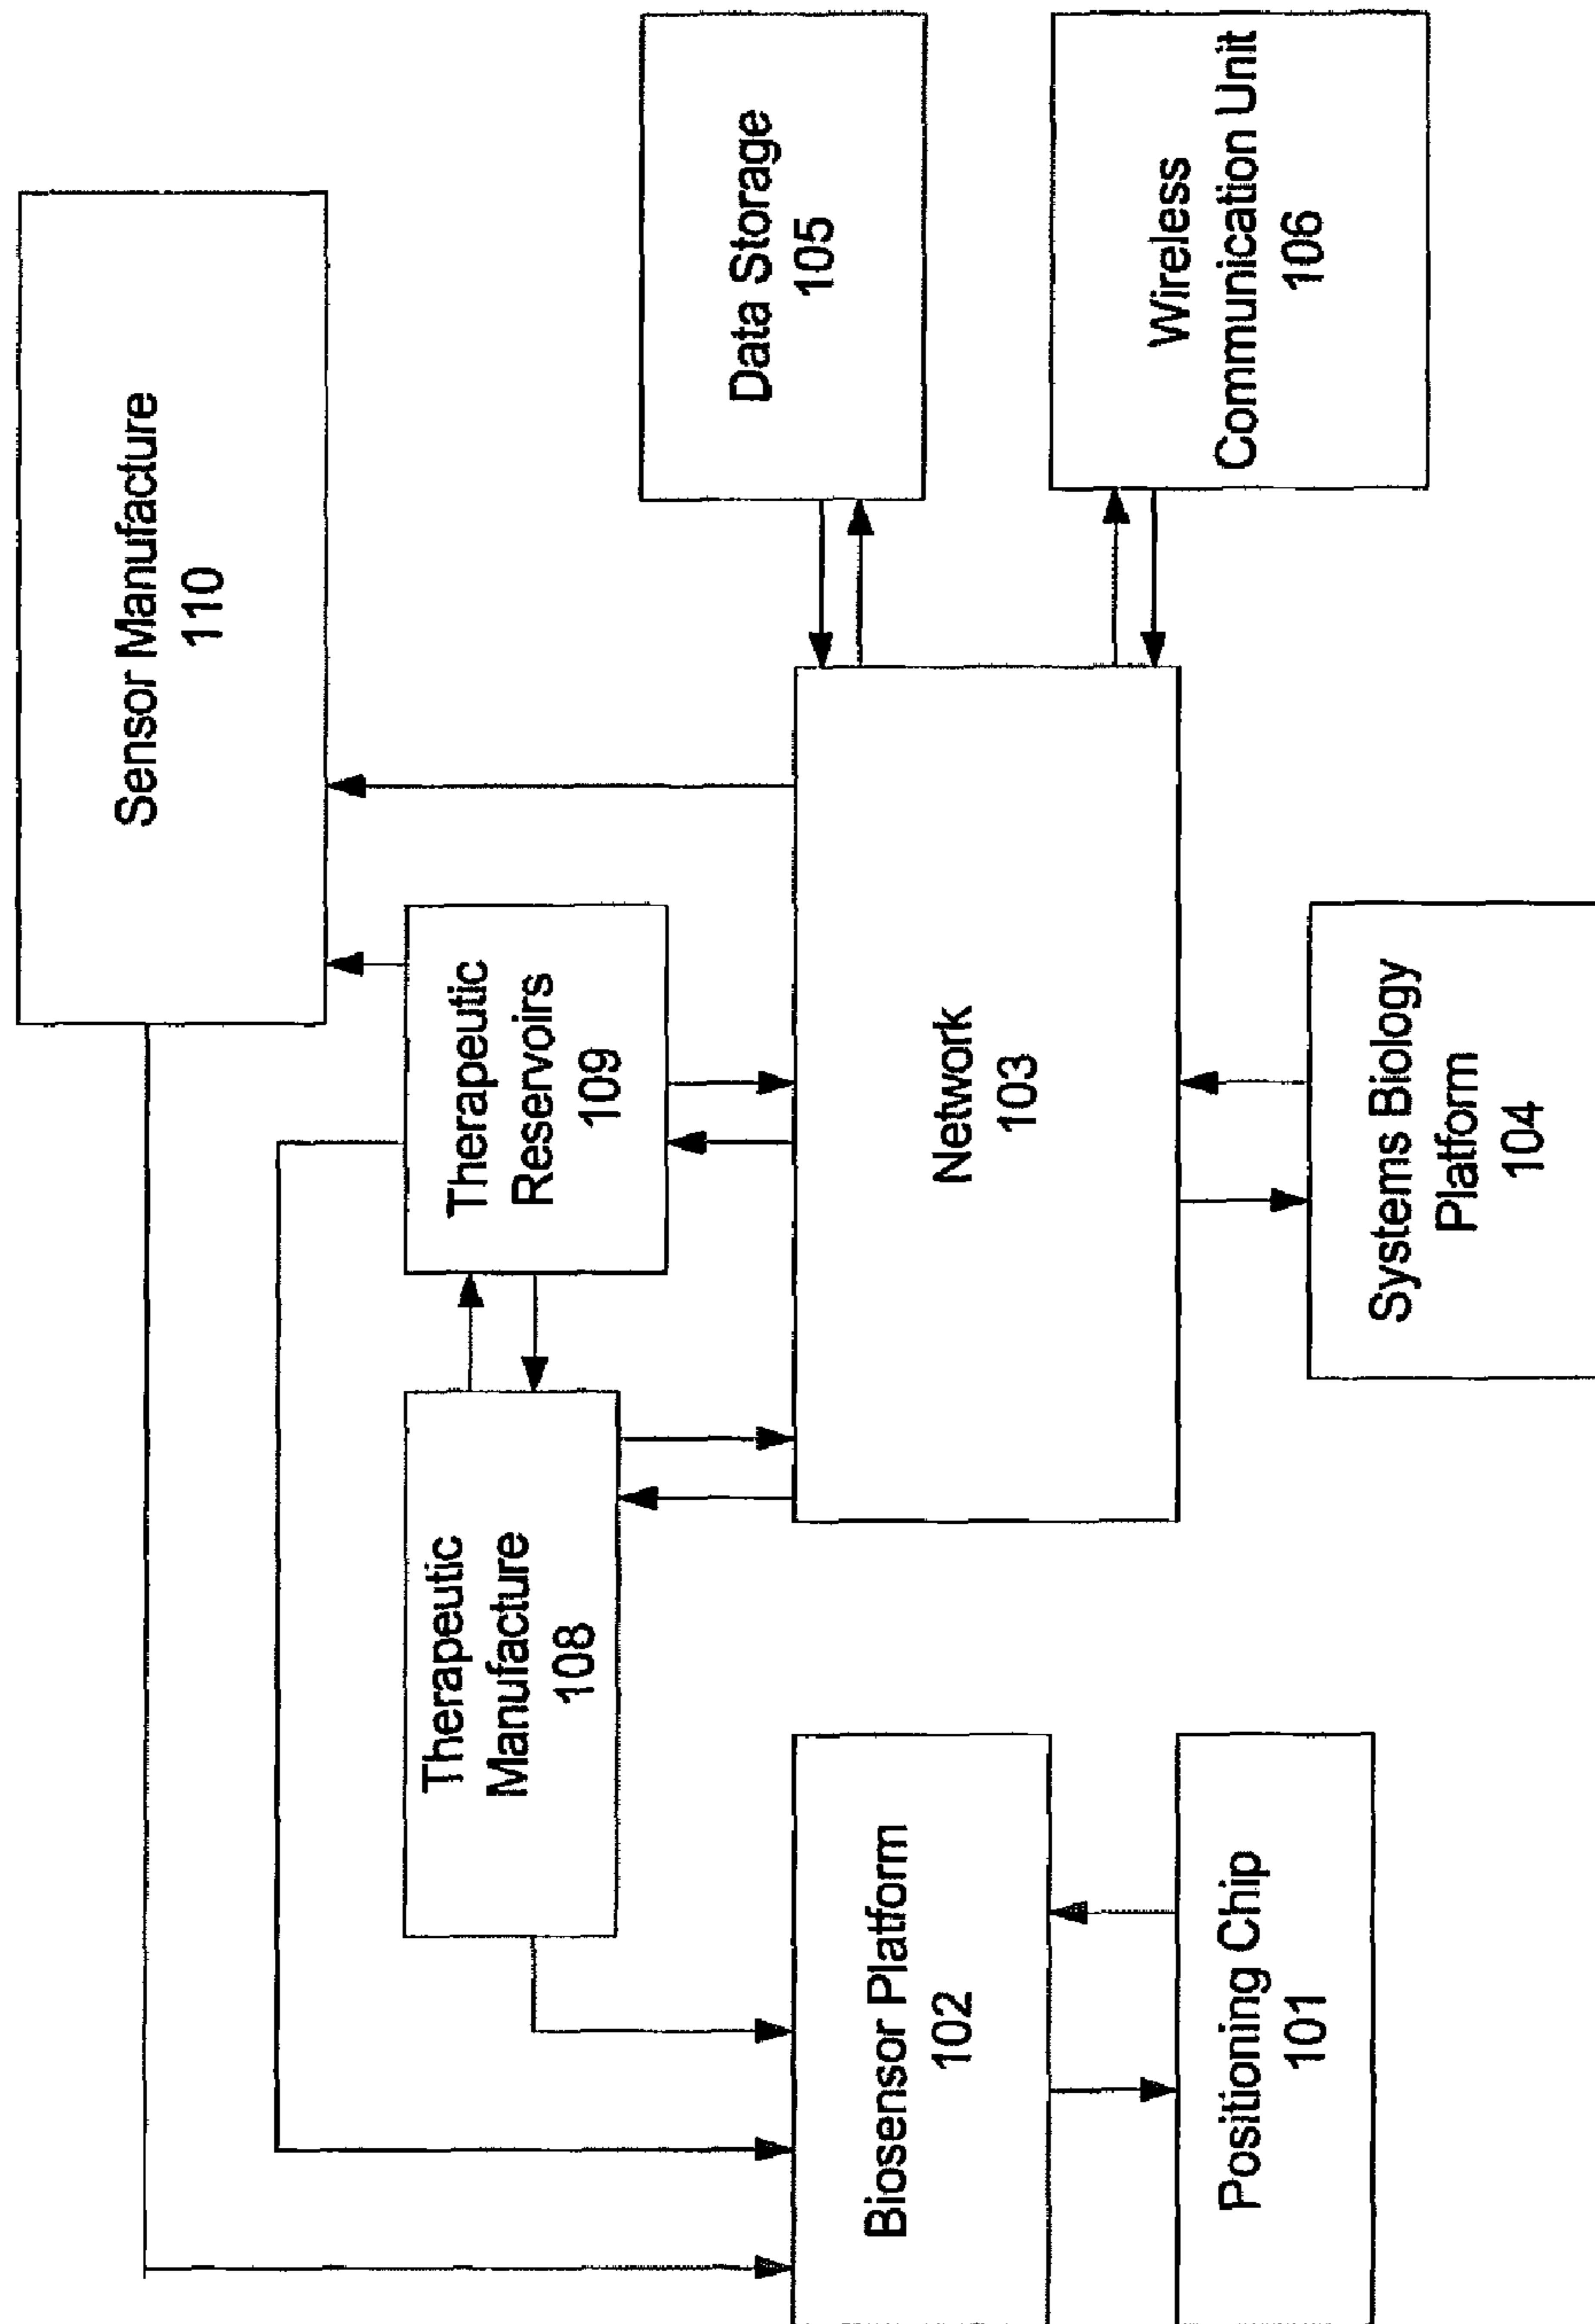 Sensor Manufacture
110
Data Storage
105
Wireless
Communication Unit
106
Therapeutic
Reservoirs
109
Therapeutic
Manufacture
108
Network
103
Systems Biology
Platform
104
Biosensor Platform
102
Positioning Chip
101